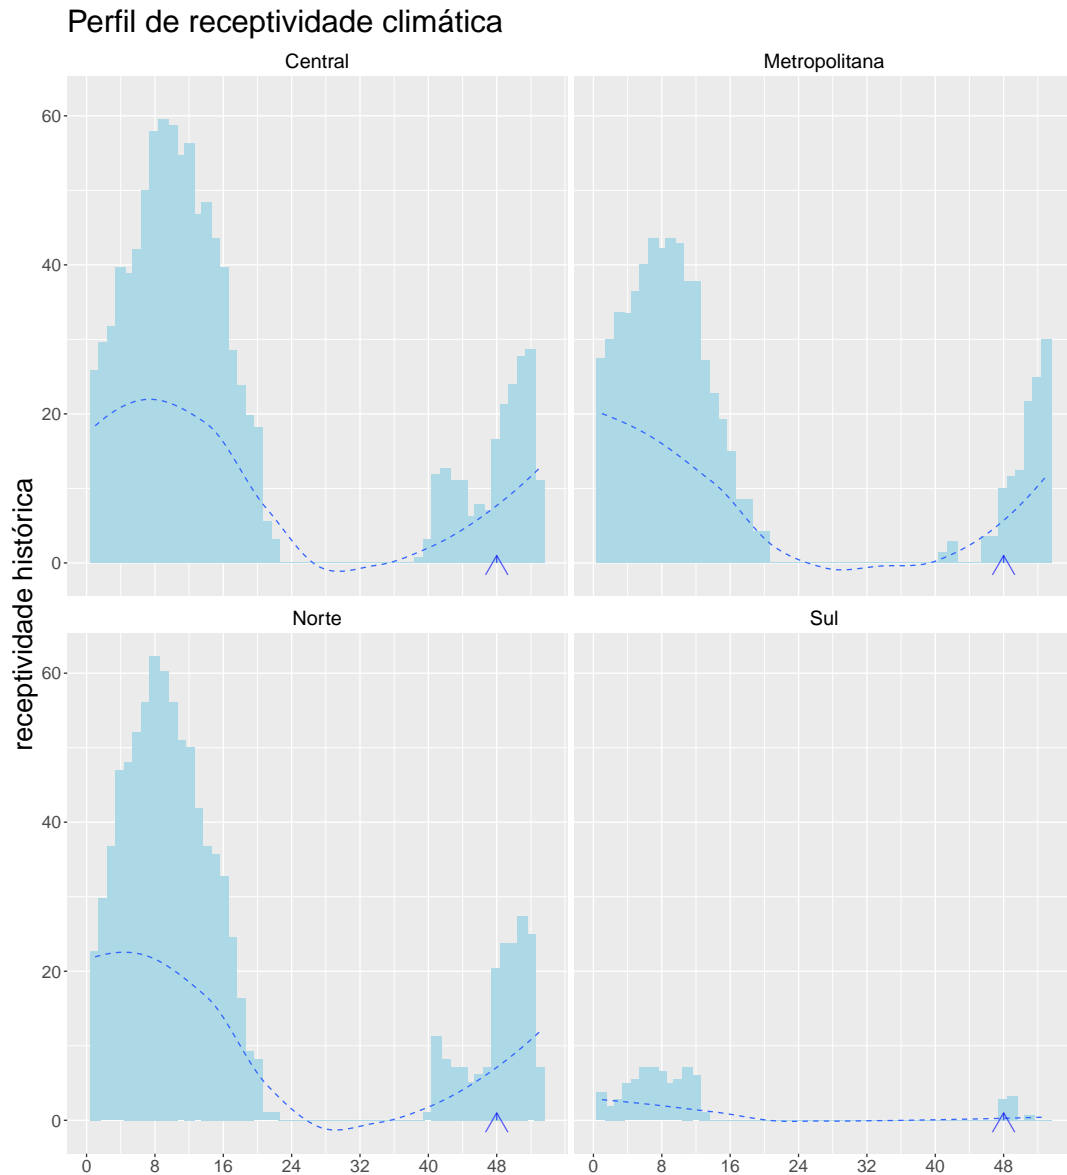 Perfil de receptividade climática
Central
Metropolitana
60
40
20
0
Norte
Sul
60
40
20
0
receptividade histórica
0 8 16 24 32 40 48
0 8 16 24 32 40 48